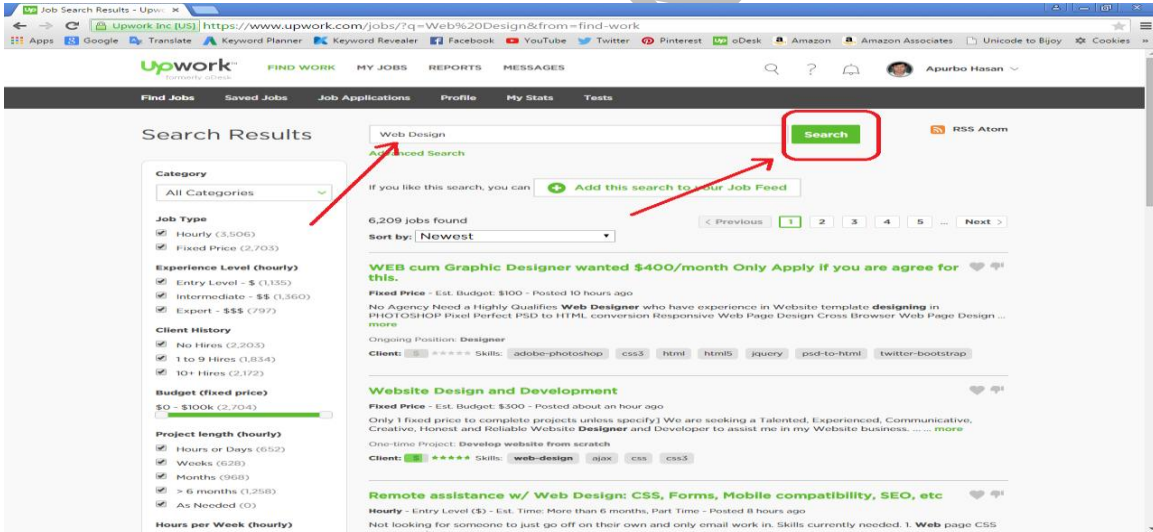 Job Search Results - Upwo
Upwork Inc [US] https://www.upwork.com/jobs/?q=Web%20Design&from=find-work
Apps Google Translate Keyword Planner Keyword Revealer Facebook YouTube Twitter Pinterest oDesk Amazon Amazon Associates Unicode to Bijoy Cookies »
Upwork FIND WORK MY JOBS REPORTS MESSAGES Apurbo Hasan
formerly oDesk
Find Jobs Saved Jobs Job Applications Profile My Stats Tests
Search Results
Web Design
Search
RSS Atom
Advanced Search
If you like this search, you can Add this search to your Job Feed
6,209 jobs found
< Previous 1 2 3 4 5 ... Next >
Sort by: Newest
Category
All Categories
Job Type
Hourly (3,506)
Fixed Price (2,703)
Experience Level (hourly)
Entry Level - $ (1,135)
Intermediate - $$ (1,360)
Expert - $$$ (797)
Client History
No Hires (2,203)
1 to 9 Hires (1,834)
10+ Hires (2,172)
Budget (fixed price)
$0 - $100k (2,704)
Project length (hourly)
Hours or Days (652)
Weeks (628)
Months (968)
> 6 months (1,258)
As Needed (0)
Hours per Week (hourly)
WEB cum Graphic Designer wanted $400/month Only Apply if you are agree for
this.
Fixed Price - Est. Budget: $100 - Posted 10 hours ago
No Agency Need a Highly Qualifies Web Designer who have experience in Website template designing in
PHOTOSHOP Pixel Perfect PSD to HTML conversion Responsive Web Page Design Cross Browser Web Page Design ...
more
Ongoing Position: Designer
Client: $ Skills: adobe-photoshop css3 html html5 jquery psd-to-html twitter-bootstrap
Website Design and Development
Fixed Price - Est. Budget: $300 - Posted about an hour ago
Only 1 fixed price to complete projects unless specify] We are seeking a Talented, Experienced, Communicative,
Creative, Honest and Reliable Website Designer and Developer to assist me in my Website business. ... ... more
One-time Project: Develop website from scratch
Client: $ Skills: web-design ajax css css3
Remote assistance w/ Web Design: CSS, Forms, Mobile compatibility, SEO, etc
Hourly - Entry Level ($) - Est. Time: More than 6 months, Part Time - Posted 8 hours ago
Not looking for someone to just go off on their own and only email work in. Skills currently needed. 1. Web page CSS